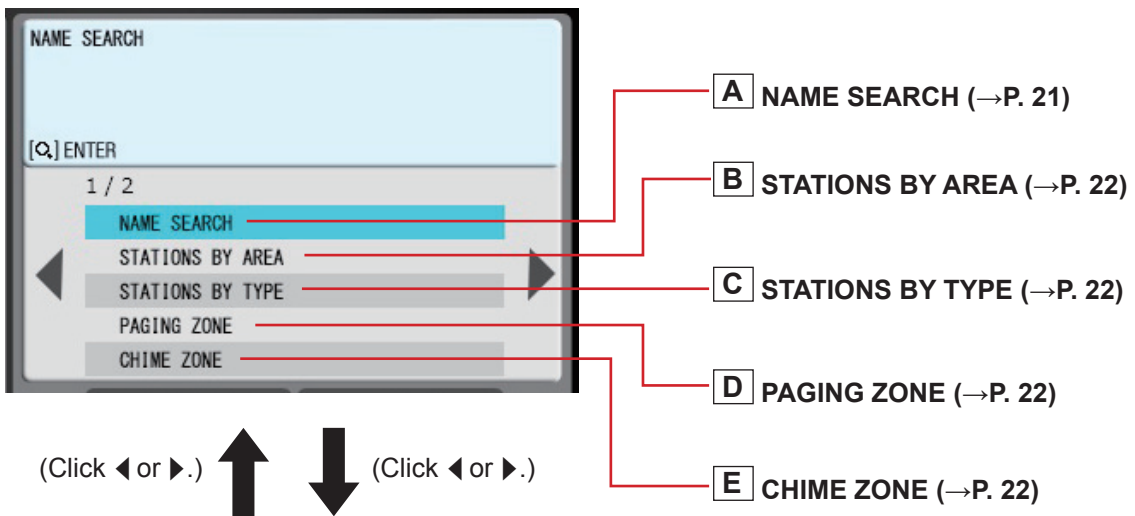 NAME SEARCH
[🔍] ENTER
1 / 2
NAME SEARCH
STATIONS BY AREA
STATIONS BY TYPE
PAGING ZONE
CHIME ZONE
A NAME SEARCH (→P. 21)
B STATIONS BY AREA (→P. 22)
C STATIONS BY TYPE (→P. 22)
D PAGING ZONE (→P. 22)
E CHIME ZONE (→P. 22)
(Click ◀ or ▶.)
(Click ◀ or ▶.)